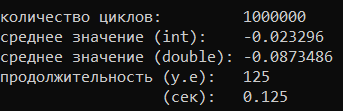 количество циклов: 1000000
среднее значение (int): -0.023296
среднее значение (double): -0.0873486
продолжительность (у.е): 125
(сек): 0.125